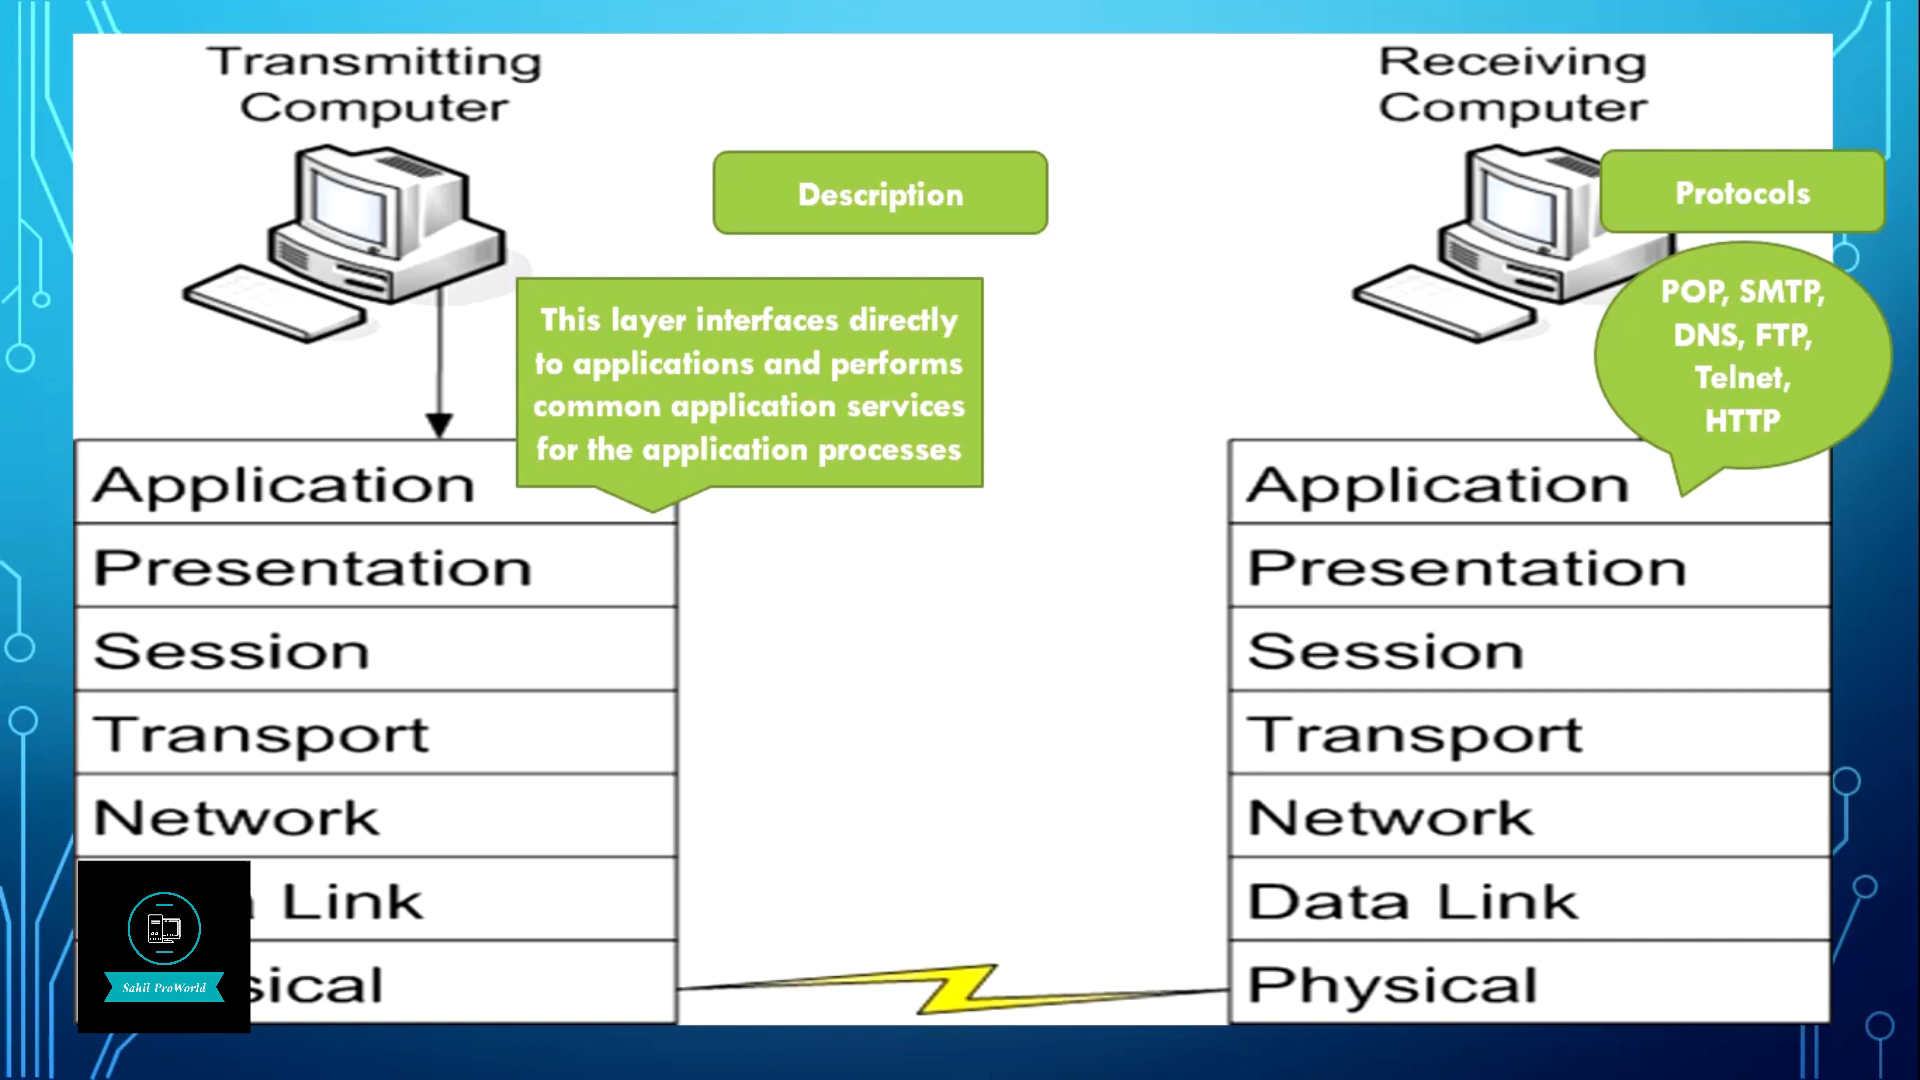 Transmitting
Computer
Receiving
Computer
Description
Protocols
This layer interfaces directly
to applications and performs
common application services
for the application processes
POP, SMTP,
DNS, FTP,
Telnet,
HTTP
Application
Presentation
Session
Transport
Network
Link
sical
Application
Presentation
Session
Transport
Network
Data Link
Physical
Sahil ProWorld